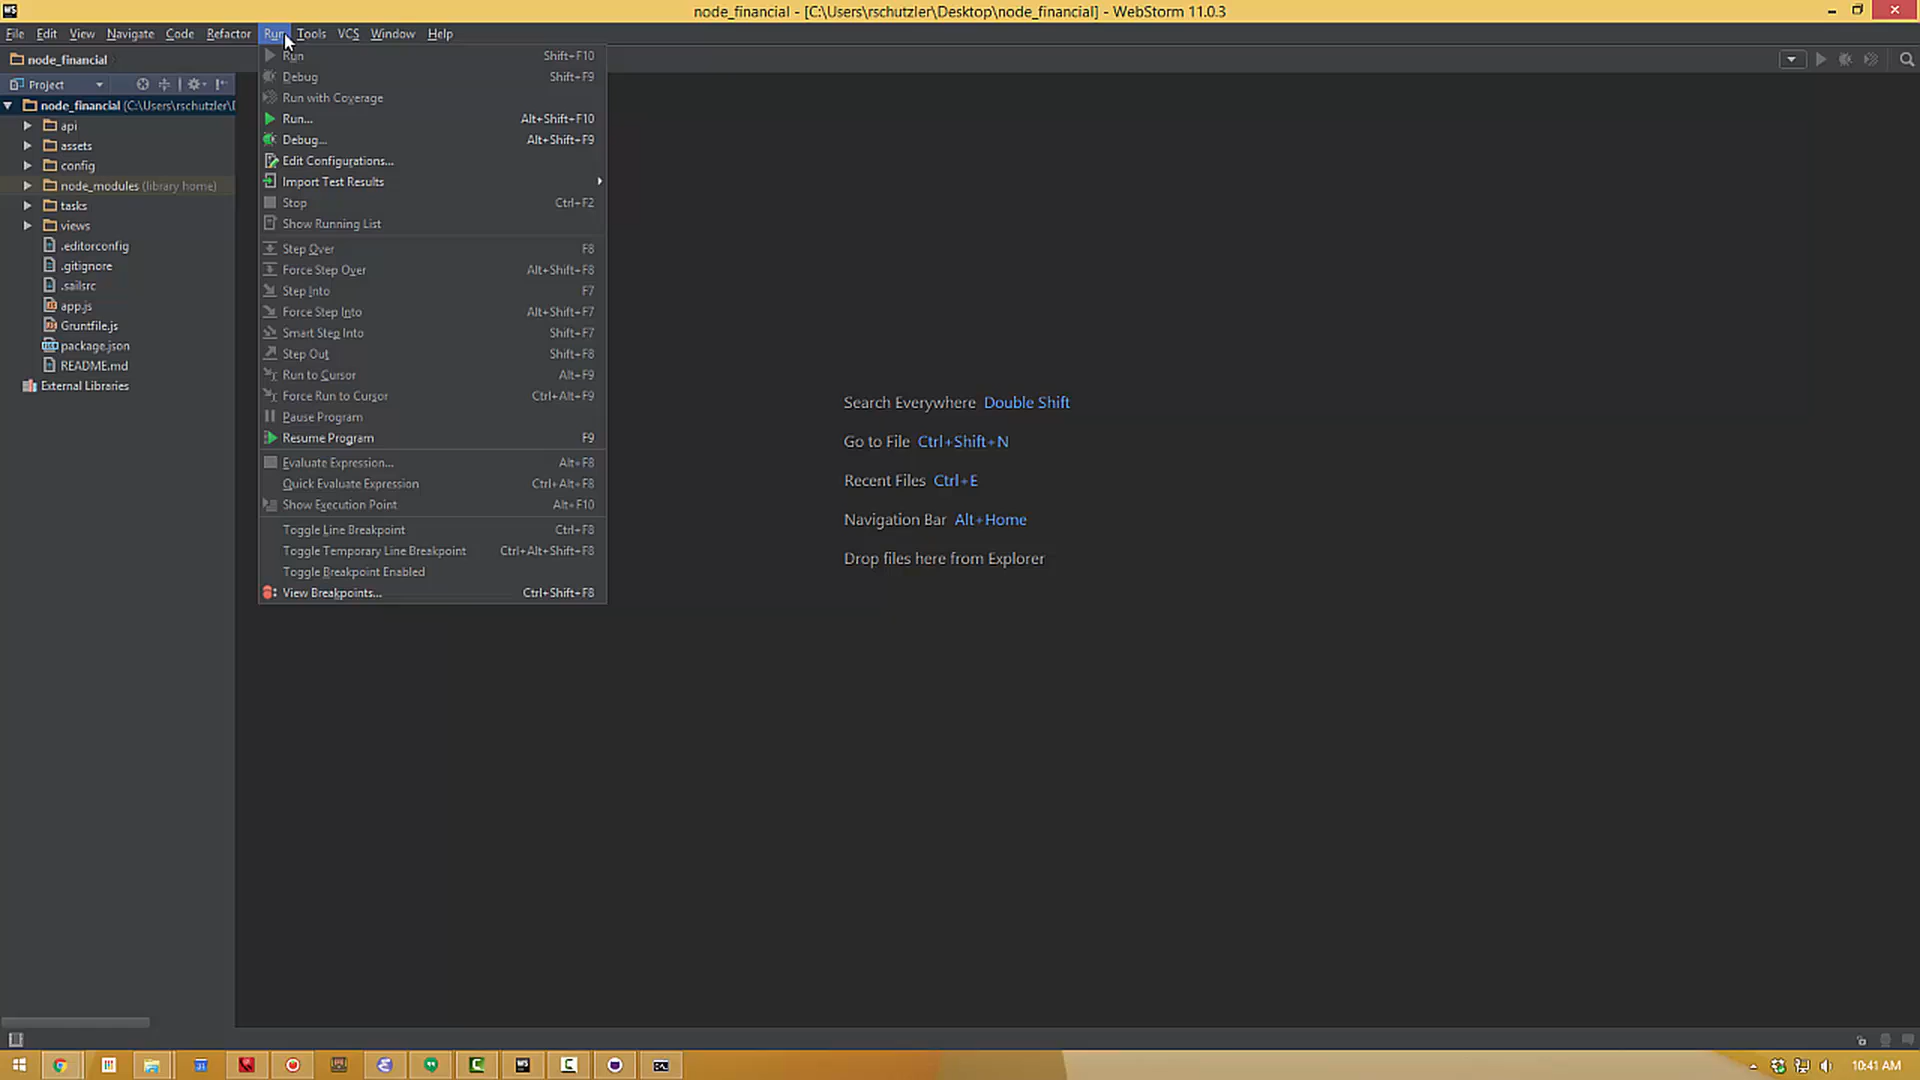 node_financial - [C:\Users\rschutzler\Desktop\node_financial] - WebStorm 11.0.3
File Edit View Navigate Code Refactor Run Tools VCS Window Help
node_financial
Project
node_financial (C:\Users\rschutzler\D
api
assets
config
node_modules (library home)
tasks
views
.editorconfig
.gitignore
.sailsrc
app.js
Gruntfile.js
package.json
README.md
External Libraries
Run Shift+F10
Debug Shift+F9
Run with Coverage
Run... Alt+Shift+F10
Debug... Alt+Shift+F9
Edit Configurations...
Import Test Results
Stop Ctrl+F2
Show Running List
Step Over F8
Force Step Over Alt+Shift+F8
Step Into F7
Force Step Into Alt+Shift+F7
Smart Step Into Shift+F7
Step Out Shift+F8
Run to Cursor Alt+F9
Force Run to Cursor Ctrl+Alt+F9
Pause Program
Resume Program F9
Evaluate Expression... Alt+F8
Quick Evaluate Expression Ctrl+Alt+F8
Show Execution Point Alt+F10
Toggle Line Breakpoint Ctrl+F8
Toggle Temporary Line Breakpoint Ctrl+Alt+Shift+F8
Toggle Breakpoint Enabled
View Breakpoints... Ctrl+Shift+F8
Search Everywhere Double Shift
Go to File Ctrl+Shift+N
Recent Files Ctrl+E
Navigation Bar Alt+Home
Drop files here from Explorer
10:41 AM